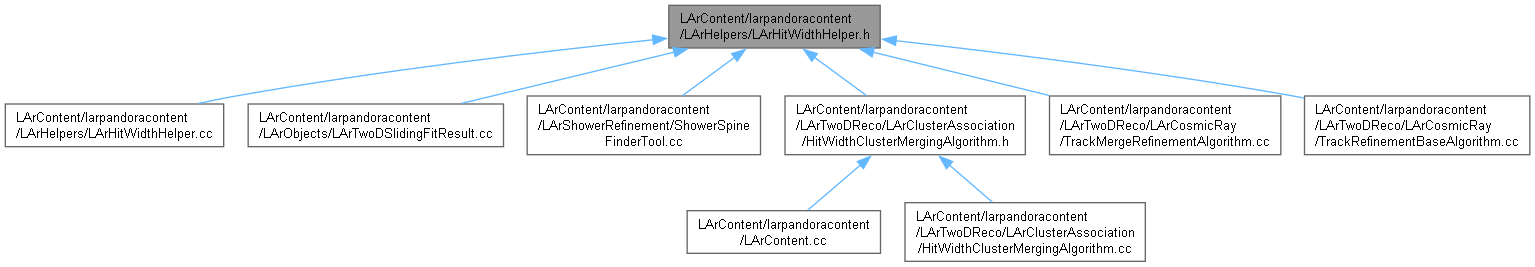 LArContent/larpandoracontent
/LArHelpers/LArHitWidthHelper.h
LArContent/larpandoracontent
/LArHelpers/LArHitWidthHelper.cc
LArContent/larpandoracontent
/LArObjects/LArTwoDSlidingFitResult.cc
LArContent/larpandoracontent
/LArShowerRefinement/ShowerSpine
FinderTool.cc
LArContent/larpandoracontent
/LArTwoDReco/LArClusterAssociation
/HitWidthClusterMergingAlgorithm.h
LArContent/larpandoracontent
/LArTwoDReco/LArCosmicRay
/TrackMergeRefinementAlgorithm.cc
LArContent/larpandoracontent
/LArTwoDReco/LArCosmicRay
/TrackRefinementBaseAlgorithm.cc
LArContent/larpandoracontent
/LArContent.cc
LArContent/larpandoracontent
/LArTwoDReco/LArClusterAssociation
/HitWidthClusterMergingAlgorithm.cc